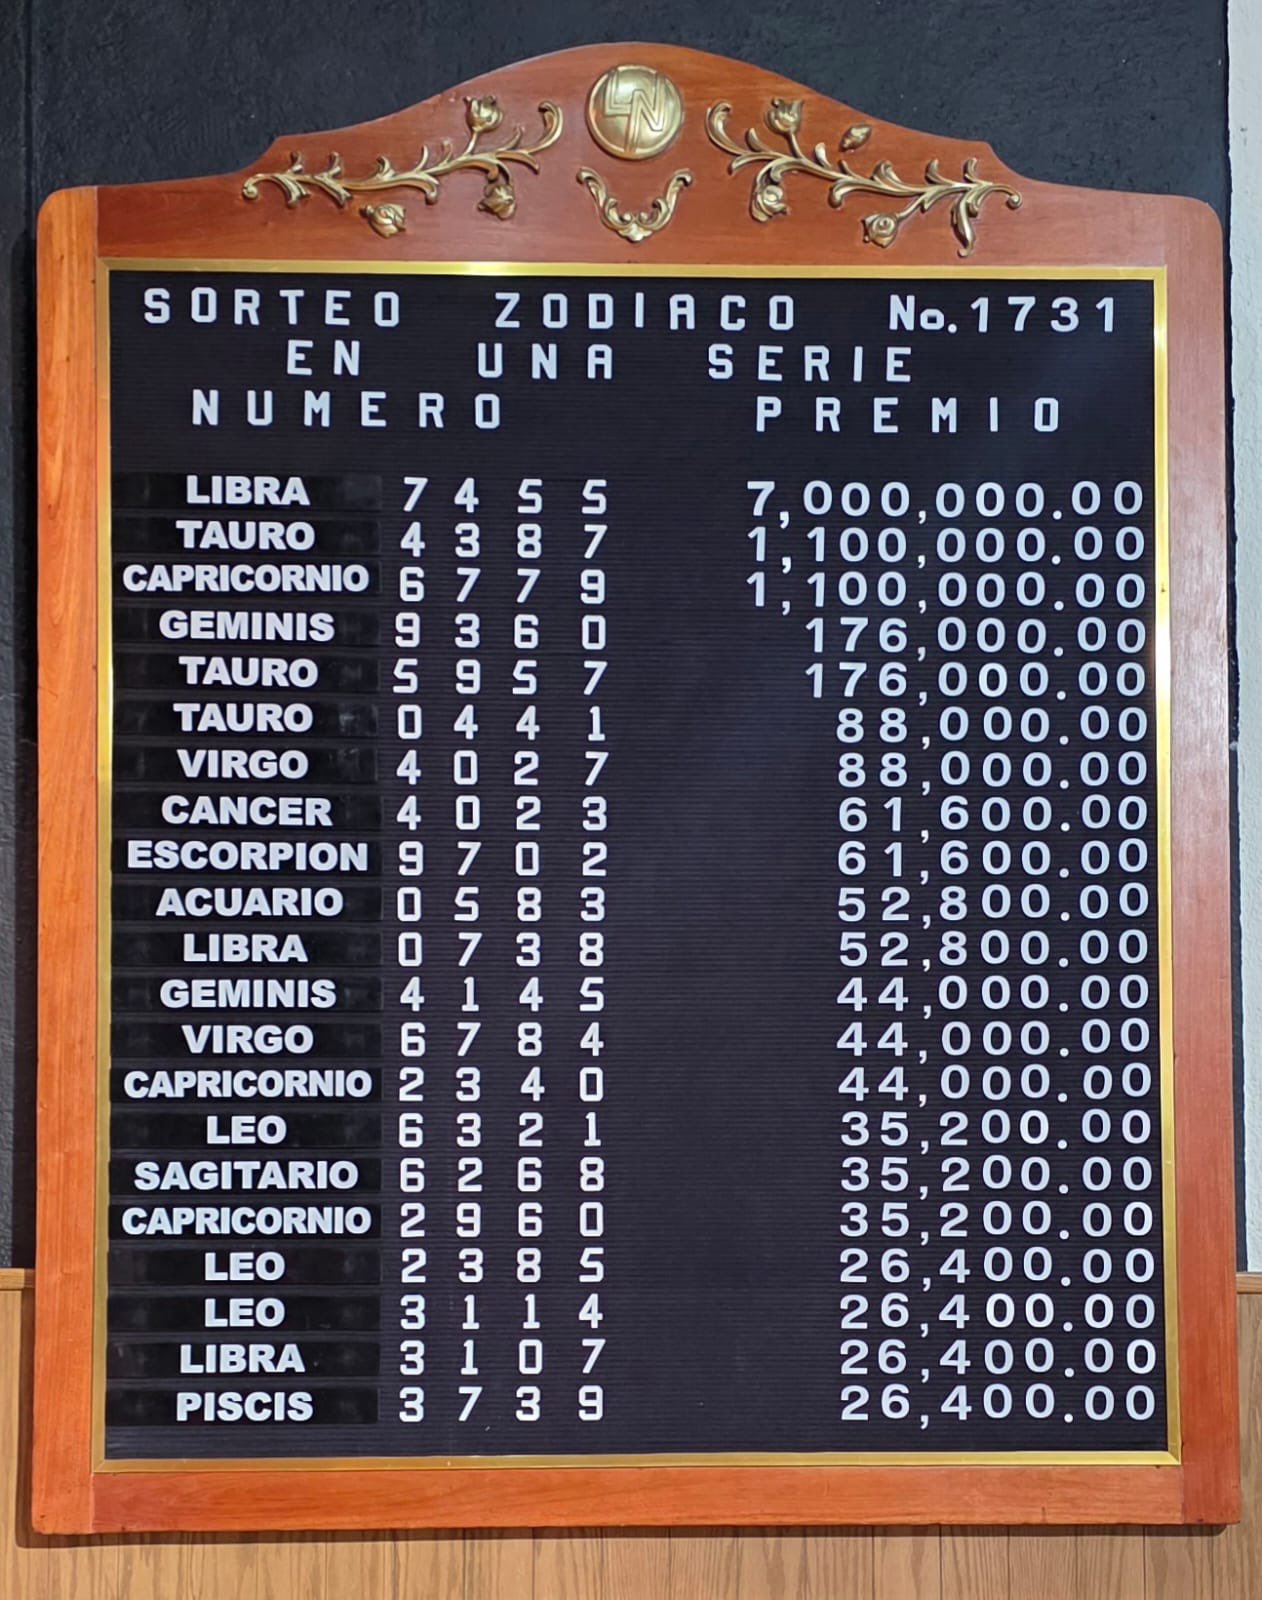 LN
SORTEO ZODIACO No.1731
EN UNA SERIE
NUMERO PREMIO
LIBRA 7455 7,000,000.00
TAURO 4387 1,100,000.00
CAPRICORNIO 6779 1,100,000.00
GEMINIS 9360 176,000.00
TAURO 5957 176,000.00
TAURO 0441 88,000.00
VIRGO 4027 88,000.00
CANCER 4023 61,600.00
ESCORPION 9702 61,600.00
ACUARIO 0583 52,800.00
LIBRA 0738 52,800.00
GEMINIS 4145 44,000.00
VIRGO 6784 44,000.00
CAPRICORNIO 2340 44,000.00
LEO 6321 35,200.00
SAGITARIO 6268 35,200.00
CAPRICORNIO 2960 35,200.00
LEO 2385 26,400.00
LEO 3114 26,400.00
LIBRA 3107 26,400.00
PISCIS 3739 26,400.00